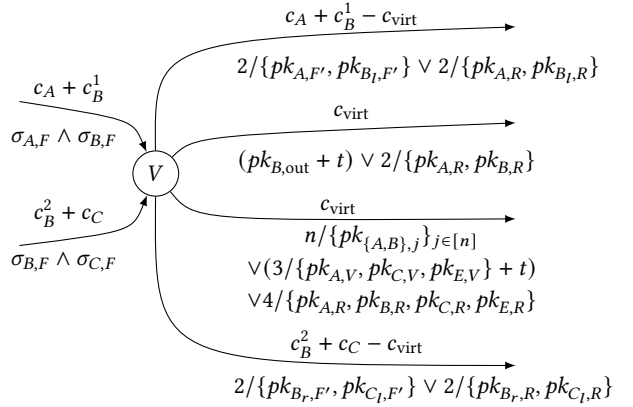 c_A + c_B^1 − c_virt
2/{pk_{A,F′}, pk_{B_l,F′}} ∨ 2/{pk_{A,R}, pk_{B_l,R}}
c_A + c_B^1
σ_{A,F} ∧ σ_{B,F}
c_virt
(pk_{B,out} + t) ∨ 2/{pk_{A,R}, pk_{B,R}}
V
c_B^2 + c_C
σ_{B,F} ∧ σ_{C,F}
c_virt
n/{pk_{{A,B},j}}_{j∈[n]}
∨(3/{pk_{A,V}, pk_{C,V}, pk_{E,V}} + t)
∨4/{pk_{A,R}, pk_{B,R}, pk_{C,R}, pk_{E,R}}
c_B^2 + c_C − c_virt
2/{pk_{B_r,F′}, pk_{C_l,F′}} ∨ 2/{pk_{B_r,R}, pk_{C_l,R}}